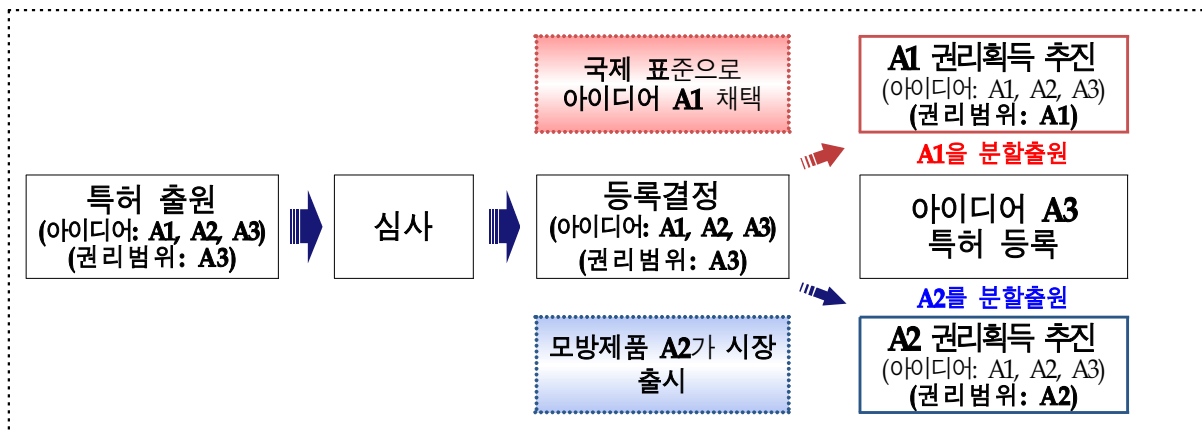 특허 출원
(아이디어: A1, A2, A3)
(권리범위: A3)
심사
국제 표준으로
아이디어 A1 채택
등록결정
(아이디어: A1, A2, A3)
(권리범위: A3)
모방제품 A2가 시장
출시
A1 권리획득 추진
(아이디어: A1, A2, A3)
(권리범위: A1)
A1을 분할출원
아이디어 A3
특허 등록
A2를 분할출원
A2 권리획득 추진
(아이디어: A1, A2, A3)
(권리범위: A2)